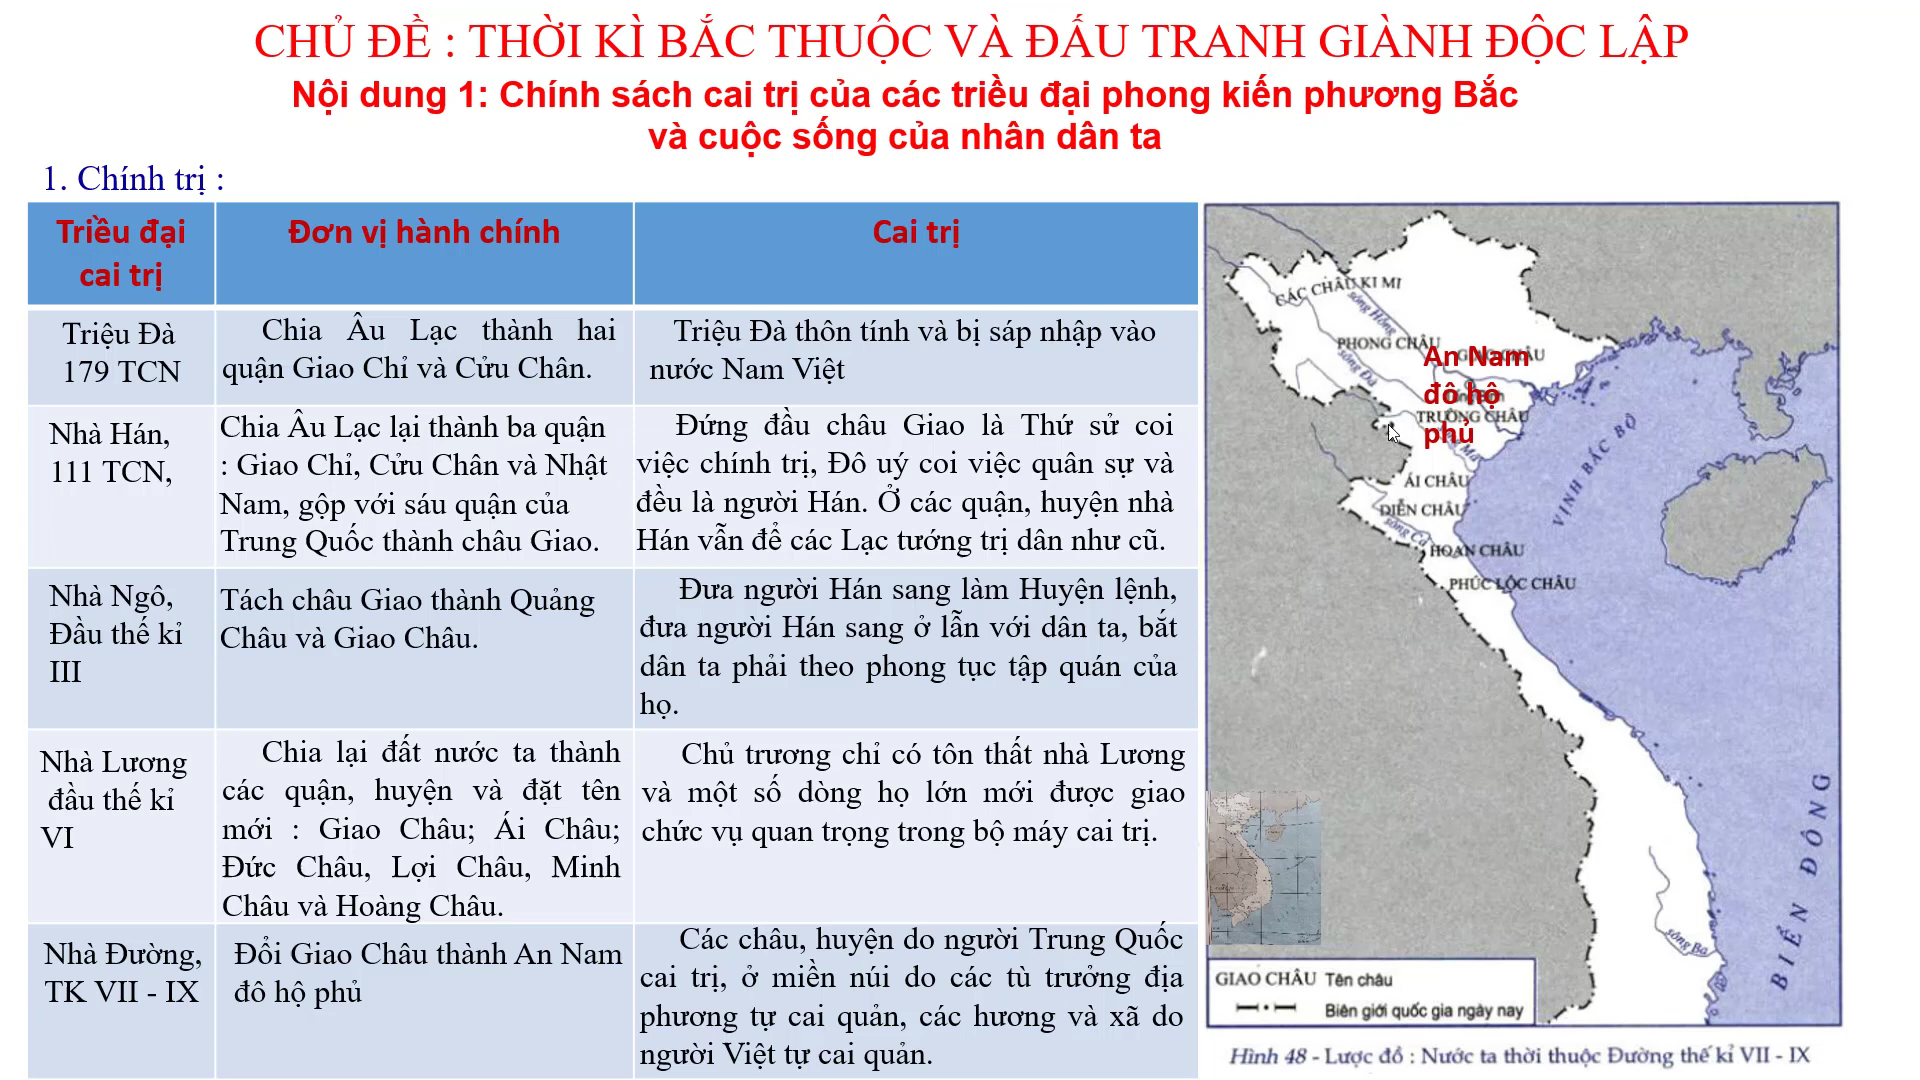 CHỦ ĐỀ : THỜI KÌ BẮC THUỘC VÀ ĐẤU TRANH GIÀNH ĐỘC LẬP
Nội dung 1: Chính sách cai trị của các triều đại phong kiến phương Bắc
và cuộc sống của nhân dân ta
1. Chính trị :
Triều đại
cai trị
Đơn vị hành chính
Cai trị
Triệu Đà
179 TCN
Chia Âu Lạc thành hai
quận Giao Chỉ và Cửu Chân.
Triệu Đà thôn tính và bị sáp nhập vào
nước Nam Việt
Nhà Hán,
111 TCN,
Chia Âu Lạc lại thành ba quận
: Giao Chỉ, Cửu Chân và Nhật
Nam, gộp với sáu quận của
Trung Quốc thành châu Giao.
Đứng đầu châu Giao là Thứ sử coi
việc chính trị, Đô uý coi việc quân sự và
đều là người Hán. Ở các quận, huyện nhà
Hán vẫn để các Lạc tướng trị dân như cũ.
Nhà Ngô,
Đầu thế kỉ
III
Tách châu Giao thành Quảng
Châu và Giao Châu.
Đưa người Hán sang làm Huyện lệnh,
đưa người Hán sang ở lẫn với dân ta, bắt
dân ta phải theo phong tục tập quán của
họ.
Nhà Lương
đầu thế kỉ
VI
Chia lại đất nước ta thành
các quận, huyện và đặt tên
mới : Giao Châu; Ái Châu;
Đức Châu, Lợi Châu, Minh
Châu và Hoàng Châu.
Chủ trương chỉ có tôn thất nhà Lương
và một số dòng họ lớn mới được giao
chức vụ quan trọng trong bộ máy cai trị.
Nhà Đường,
TK VII - IX
Đổi Giao Châu thành An Nam
đô hộ phủ
Các châu, huyện do người Trung Quốc
cai trị, ở miền núi do các tù trưởng địa
phương tự cai quản, các hương và xã do
người Việt tự cai quản.
CÁC CHÂU KI MI
sông Hồng
PHONG CHÂU
GIAO CHÂU
sông Đà
An Nam
đô hộ
phủ
TRƯỜNG CHÂU
sông Mã
ÁI CHÂU
DIỄN CHÂU
sông Cả
HOAN CHÂU
PHÚC LỘC CHÂU
VỊNH BẮC BỘ
BIỂN ĐÔNG
sông Ba
GIAO CHÂU Tên châu
Biên giới quốc gia ngày nay
Hình 48 - Lược đồ : Nước ta thời thuộc Đường thế kỉ VII - IX